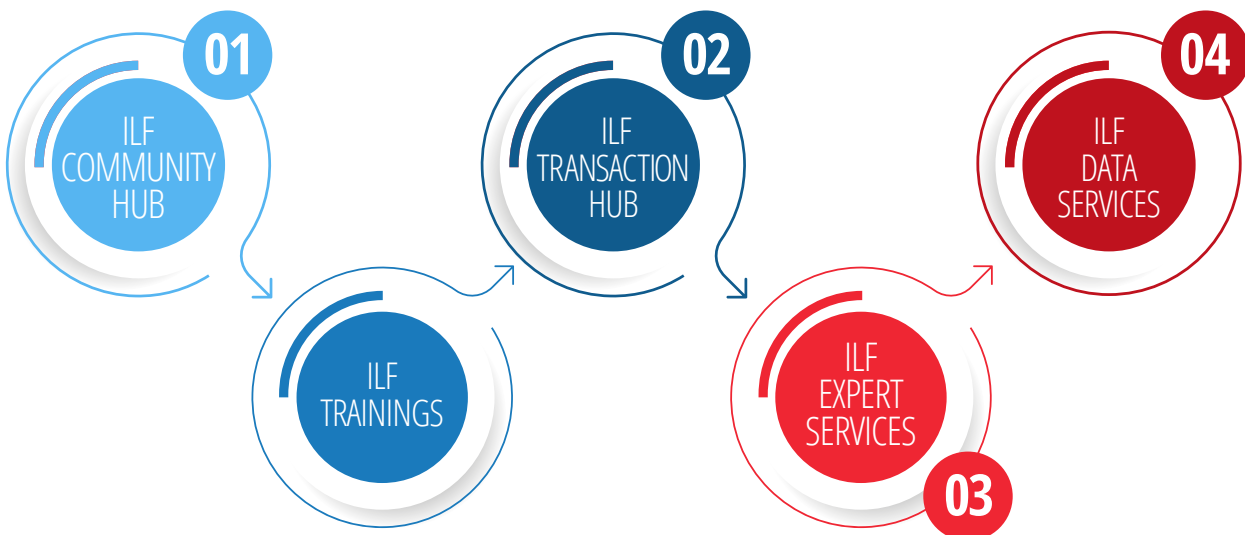 01
ILF
COMMUNITY
HUB
ILF
TRAININGS
02
ILF
TRANSACTION
HUB
ILF
EXPERT
SERVICES
03
04
ILF
DATA
SERVICES